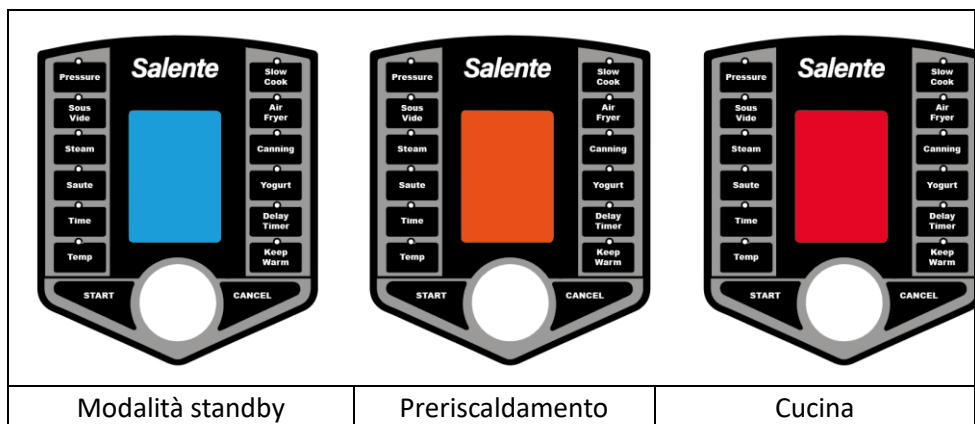 Salente
Pressure
Sous
Vide
Steam
Saute
Time
Temp
Slow
Cook
Air
Fryer
Canning
Yogurt
Delay
Timer
Keep
Warm
START
CANCEL
Salente
Pressure
Sous
Vide
Steam
Saute
Time
Temp
Slow
Cook
Air
Fryer
Canning
Yogurt
Delay
Timer
Keep
Warm
START
CANCEL
Salente
Pressure
Sous
Vide
Steam
Saute
Time
Temp
Slow
Cook
Air
Fryer
Canning
Yogurt
Delay
Timer
Keep
Warm
START
CANCEL
Modalità standby
Preriscaldamento
Cucina